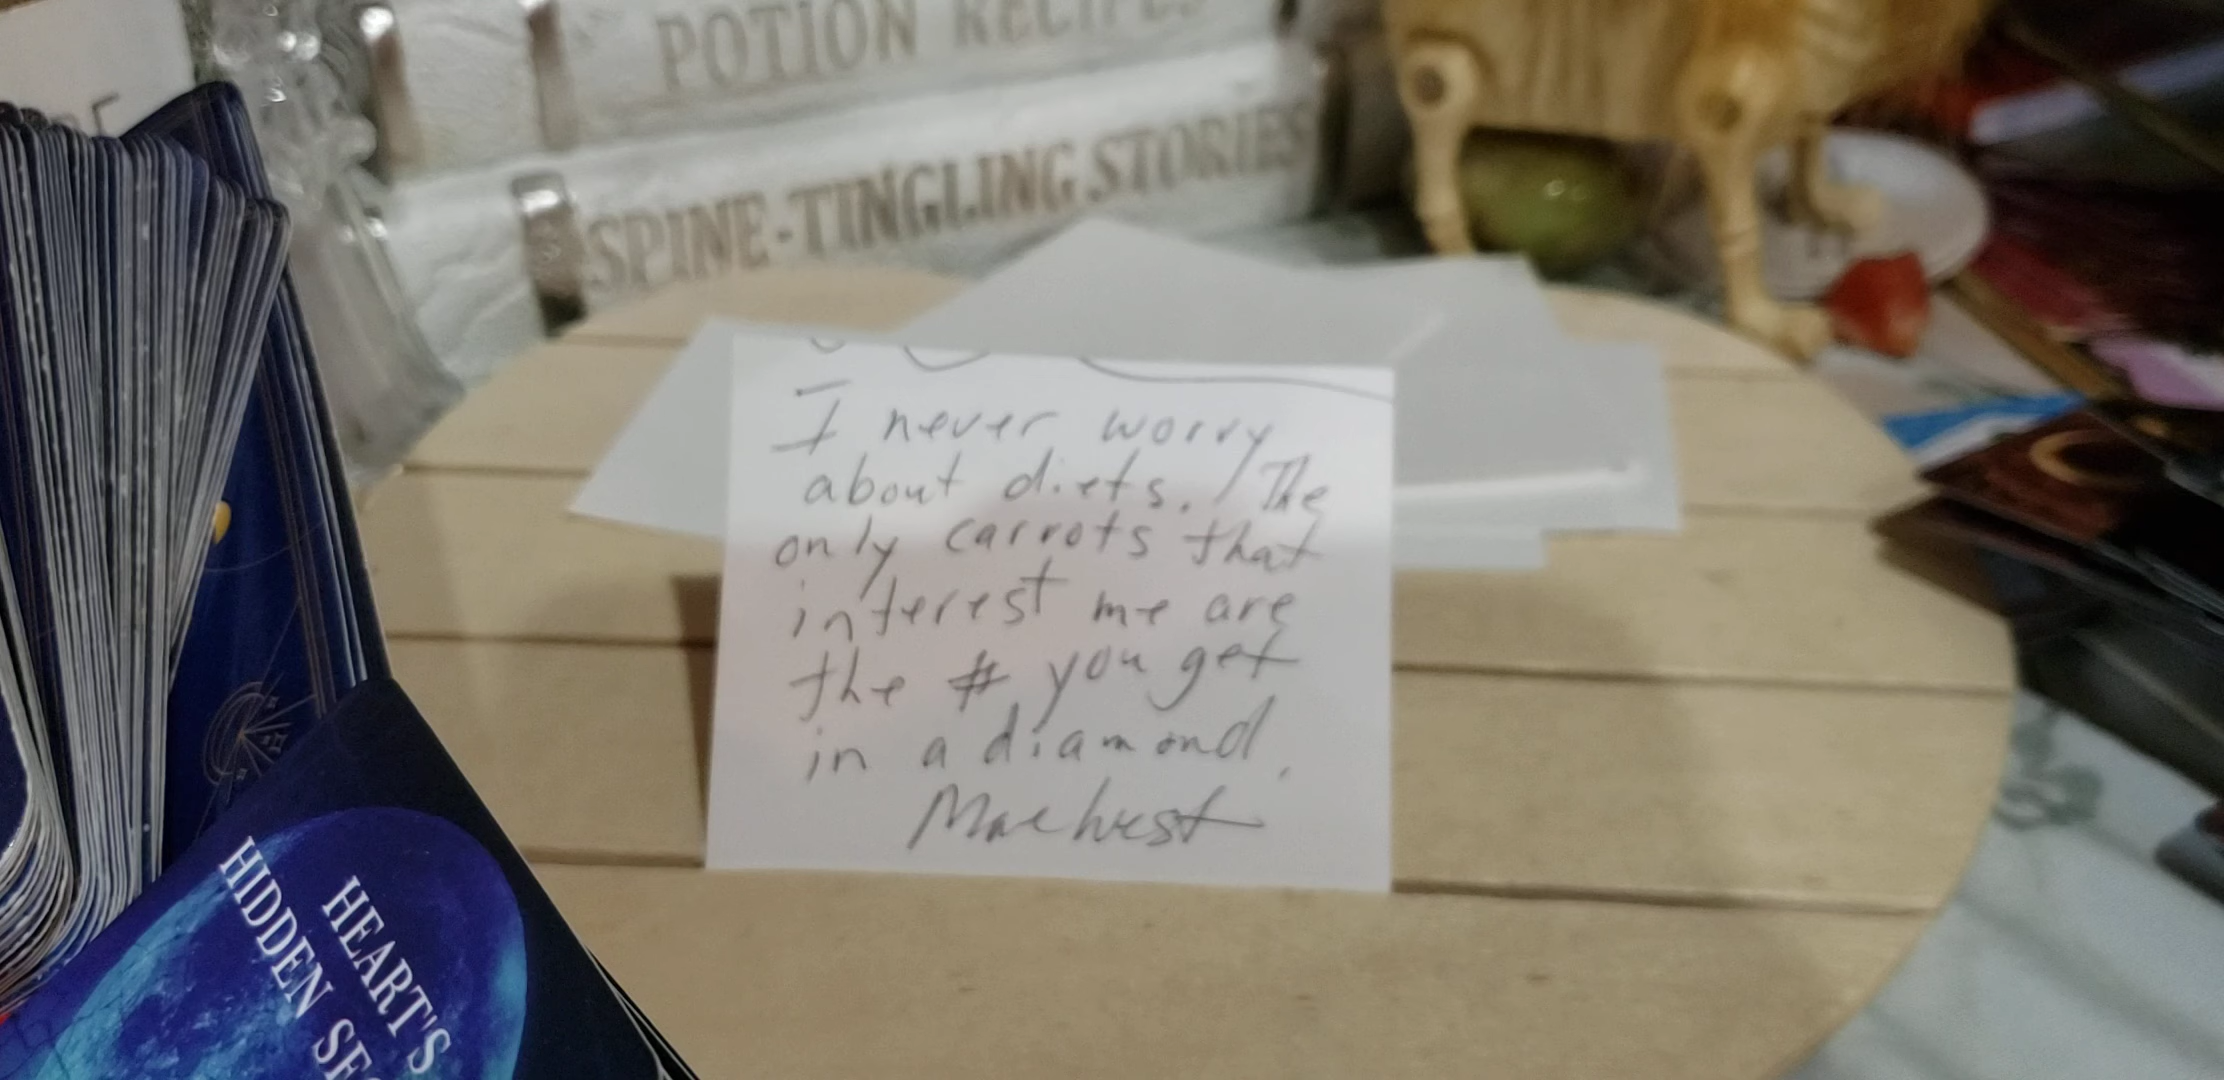 POTION RECIPES
SPINE-TINGLING STORIES
I never worry
about diets. / The
only carrots that
interest me are
the # you get
in a diamond.
Mae West
HEART'S
HIDDEN